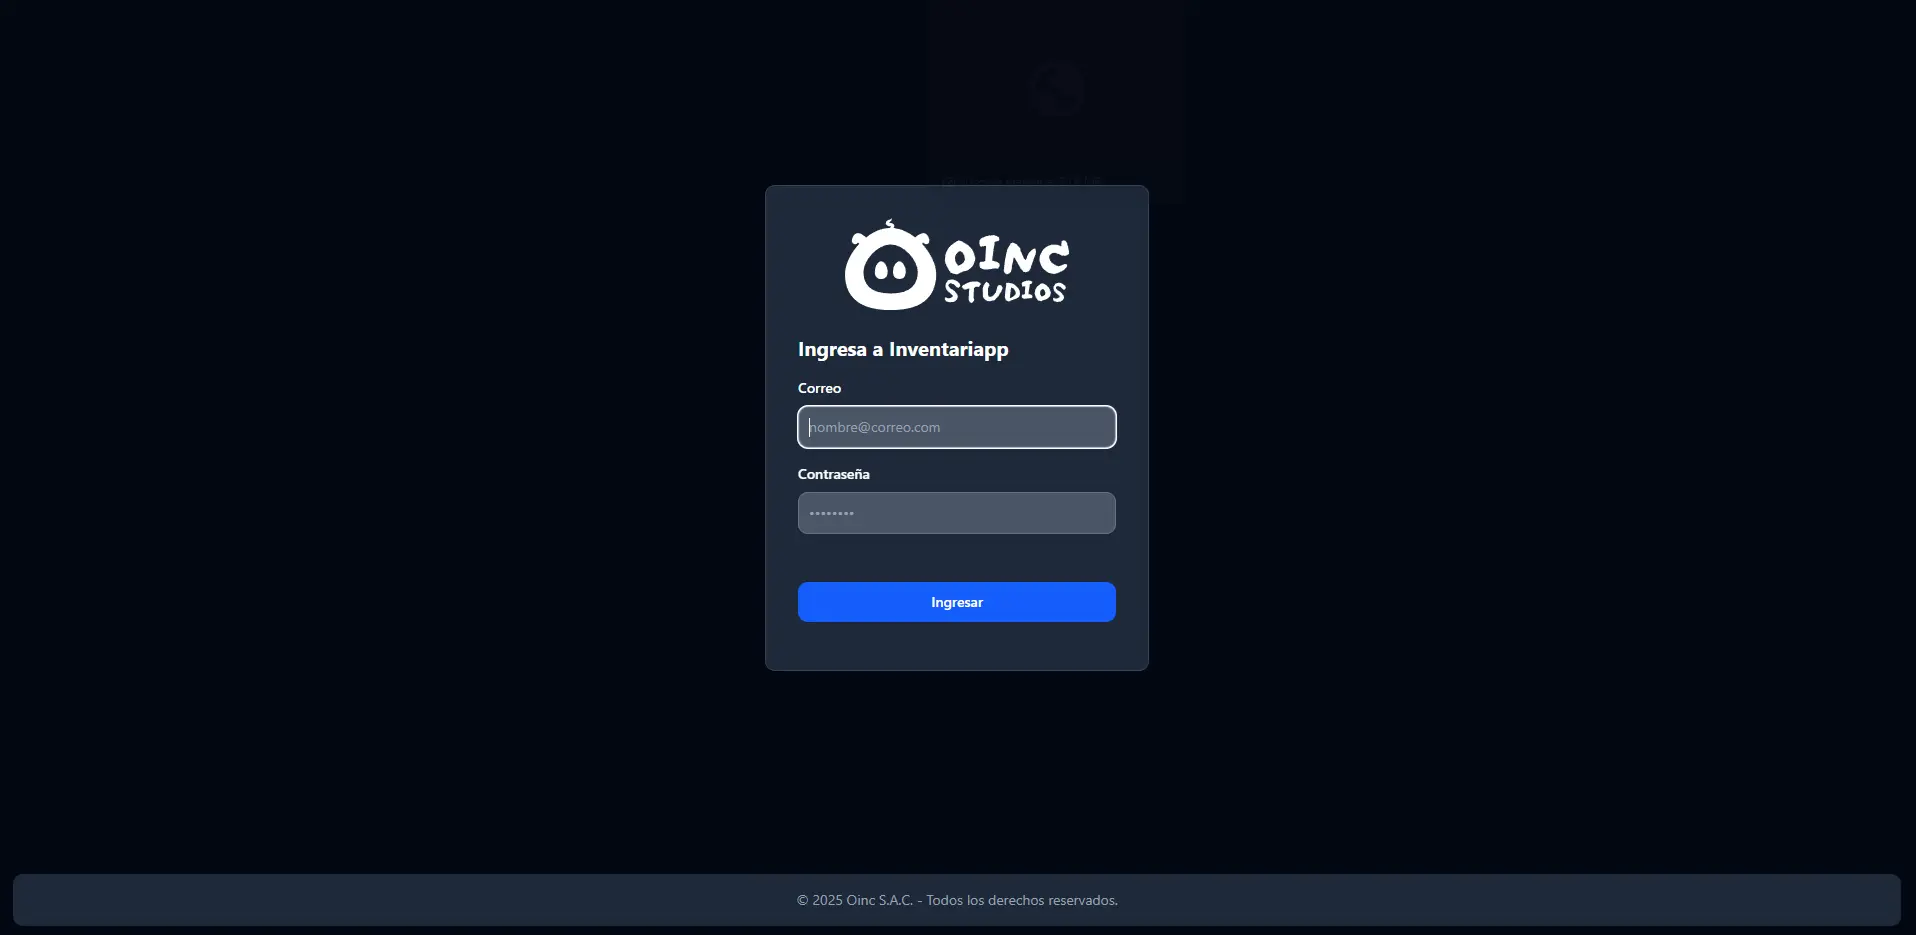 OINC
STUDIOS
Ingresa a Inventariapp
Correo
nombre@correo.com
Contraseña
••••••••
Ingresar
© 2025 Oinc S.A.C. - Todos los derechos reservados.